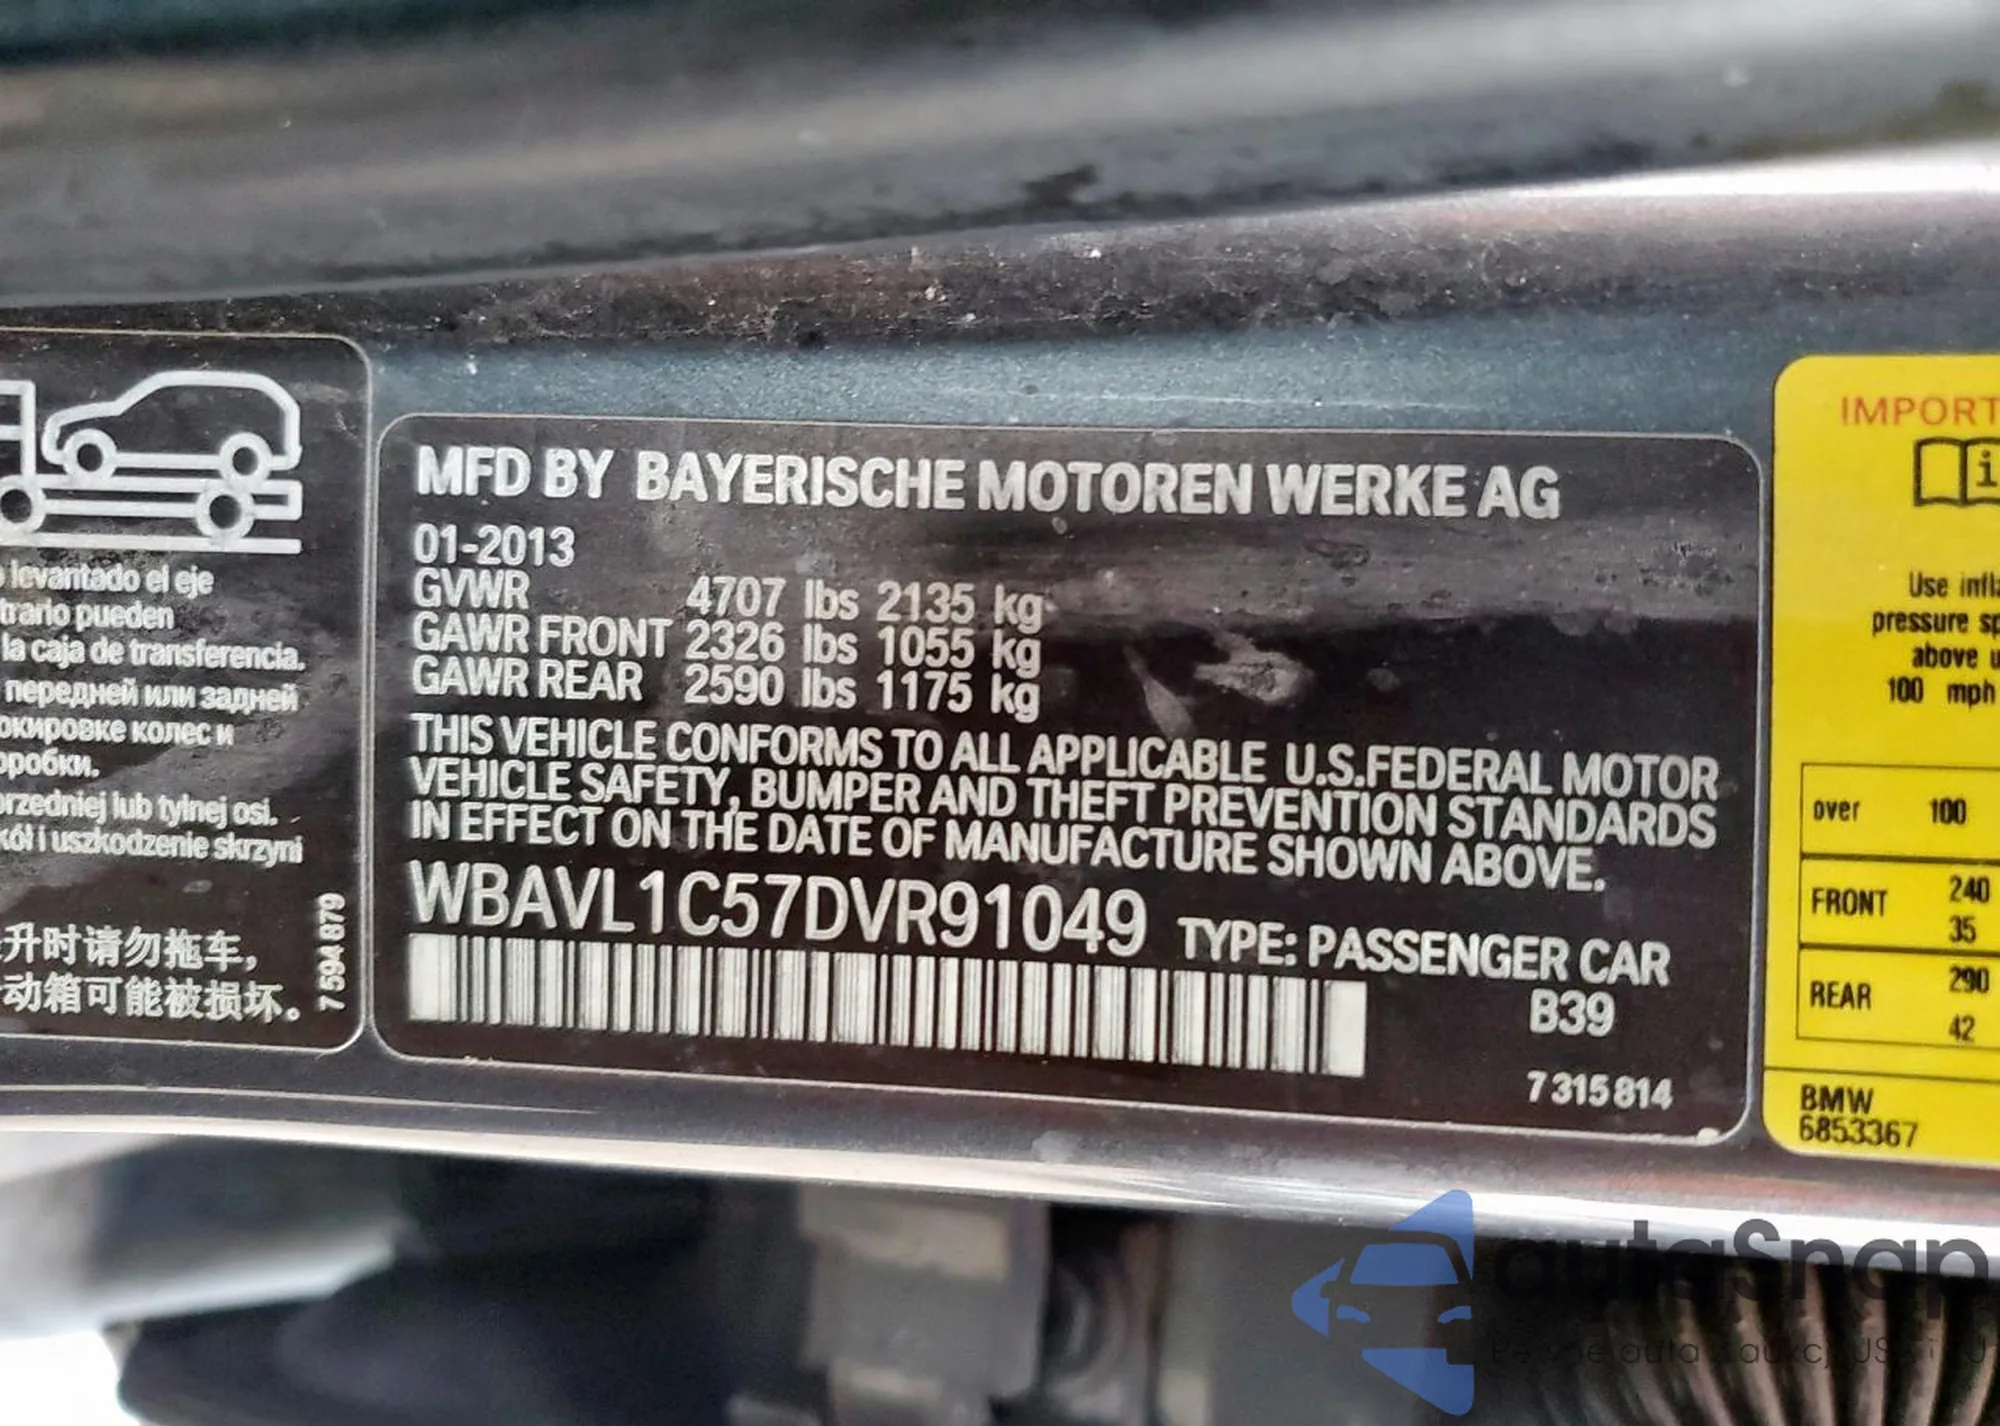 levantado el eje
trario pueden
la caja de transferencia.
передней или задней
окировке колес и
оробки.
rzedniej lub tylnej osi.
kół i uszkodzenie skrzyni
升时请勿拖车，
动箱可能被损坏。
7 594 879
MFD BY BAYERISCHE MOTOREN WERKE AG
01-2013
GVWR 4707 lbs 2135 kg
GAWR FRONT 2326 lbs 1055 kg
GAWR REAR 2590 lbs 1175 kg
THIS VEHICLE CONFORMS TO ALL APPLICABLE U.S.FEDERAL MOTOR
VEHICLE SAFETY, BUMPER AND THEFT PREVENTION STANDARDS
IN EFFECT ON THE DATE OF MANUFACTURE SHOWN ABOVE.
WBAVL1C57DVR91049 TYPE: PASSENGER CAR
B39
7 315 814
IMPORT
i
Use infla
pressure sp
above u
100 mph
over 100
FRONT 240
35
REAR 290
42
BMW
6853367
autaSnap